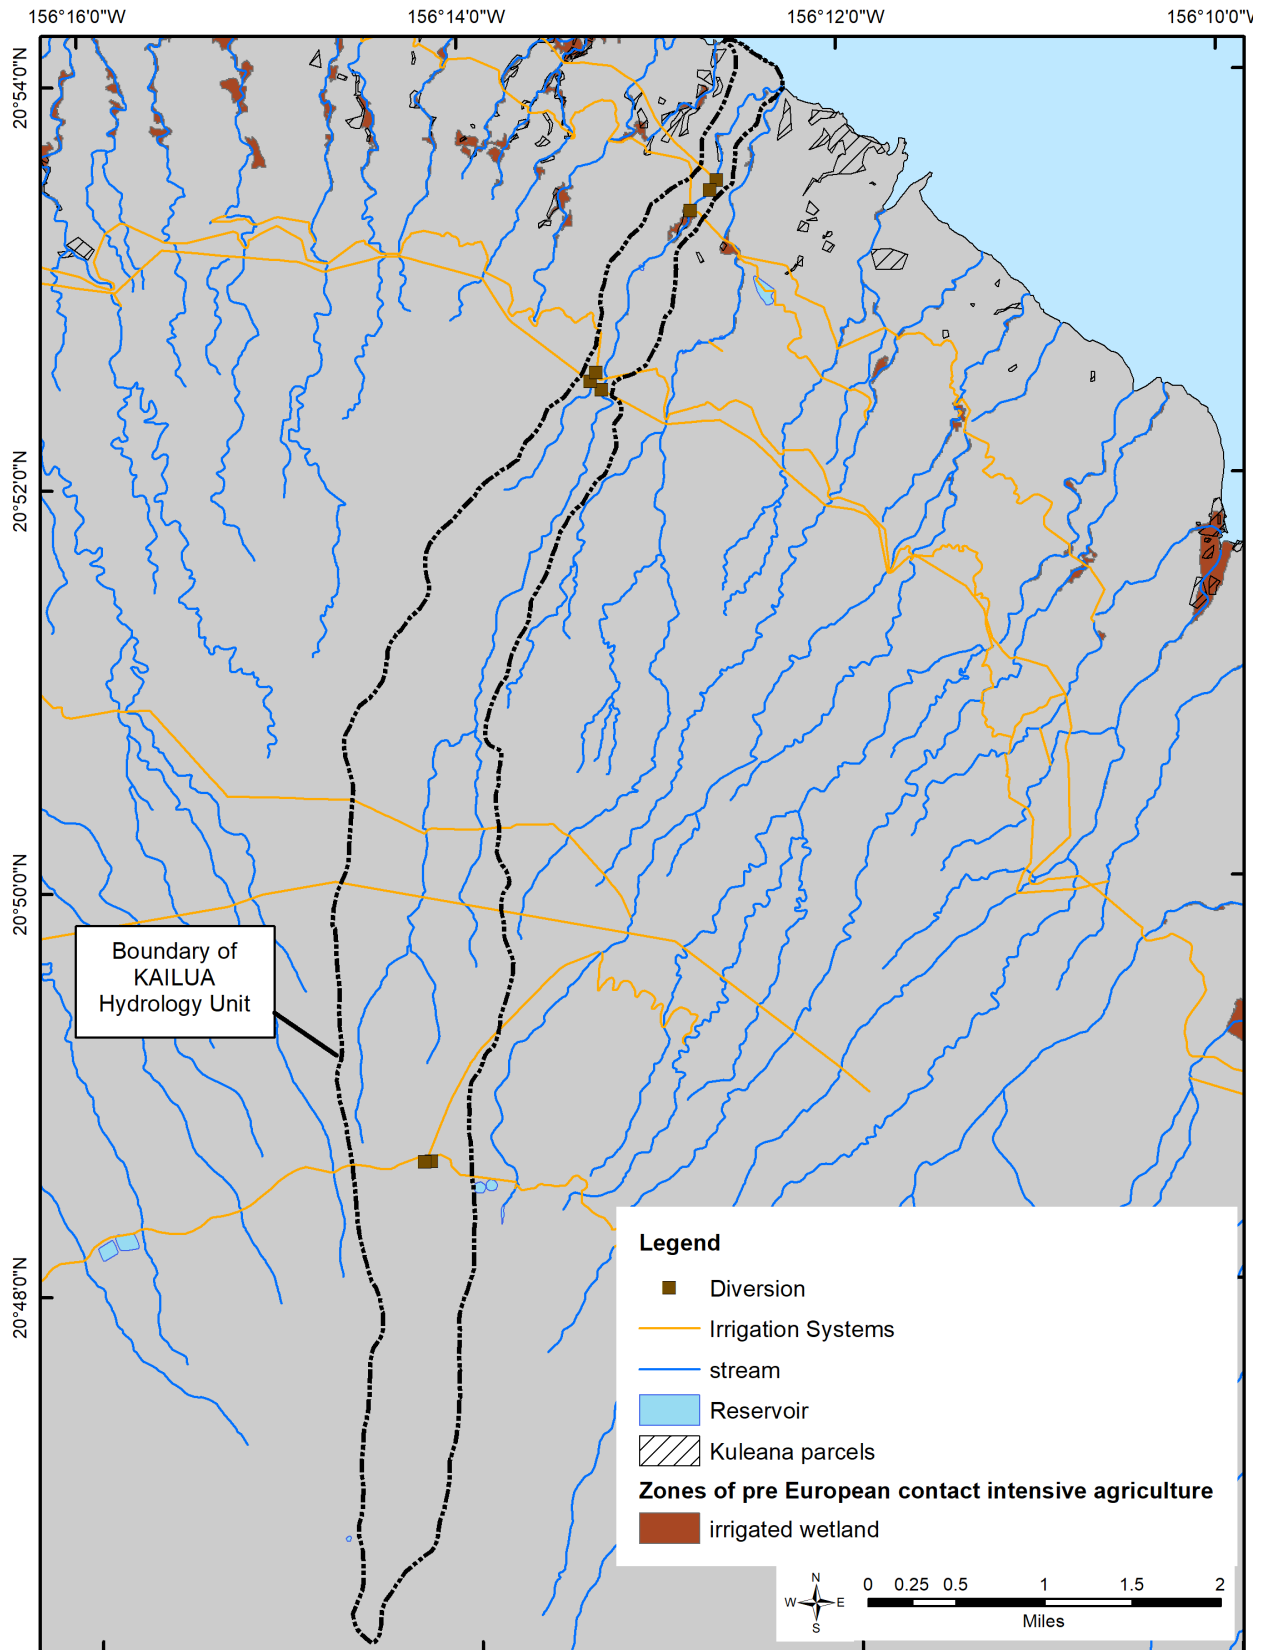 156°16'0"W
156°14'0"W
156°12'0"W
156°10'0"V
20°54'0"N
20°52'0"N
20°50'0"N
20°48'0"N
Boundary of
KAILUA
Hydrology Unit
Legend
Diversion
Irrigation Systems
stream
Reservoir
Kuleana parcels
Zones of pre European contact intensive agriculture
irrigated wetland
N
W E
S
0 0.25 0.5 1 1.5 2
Miles